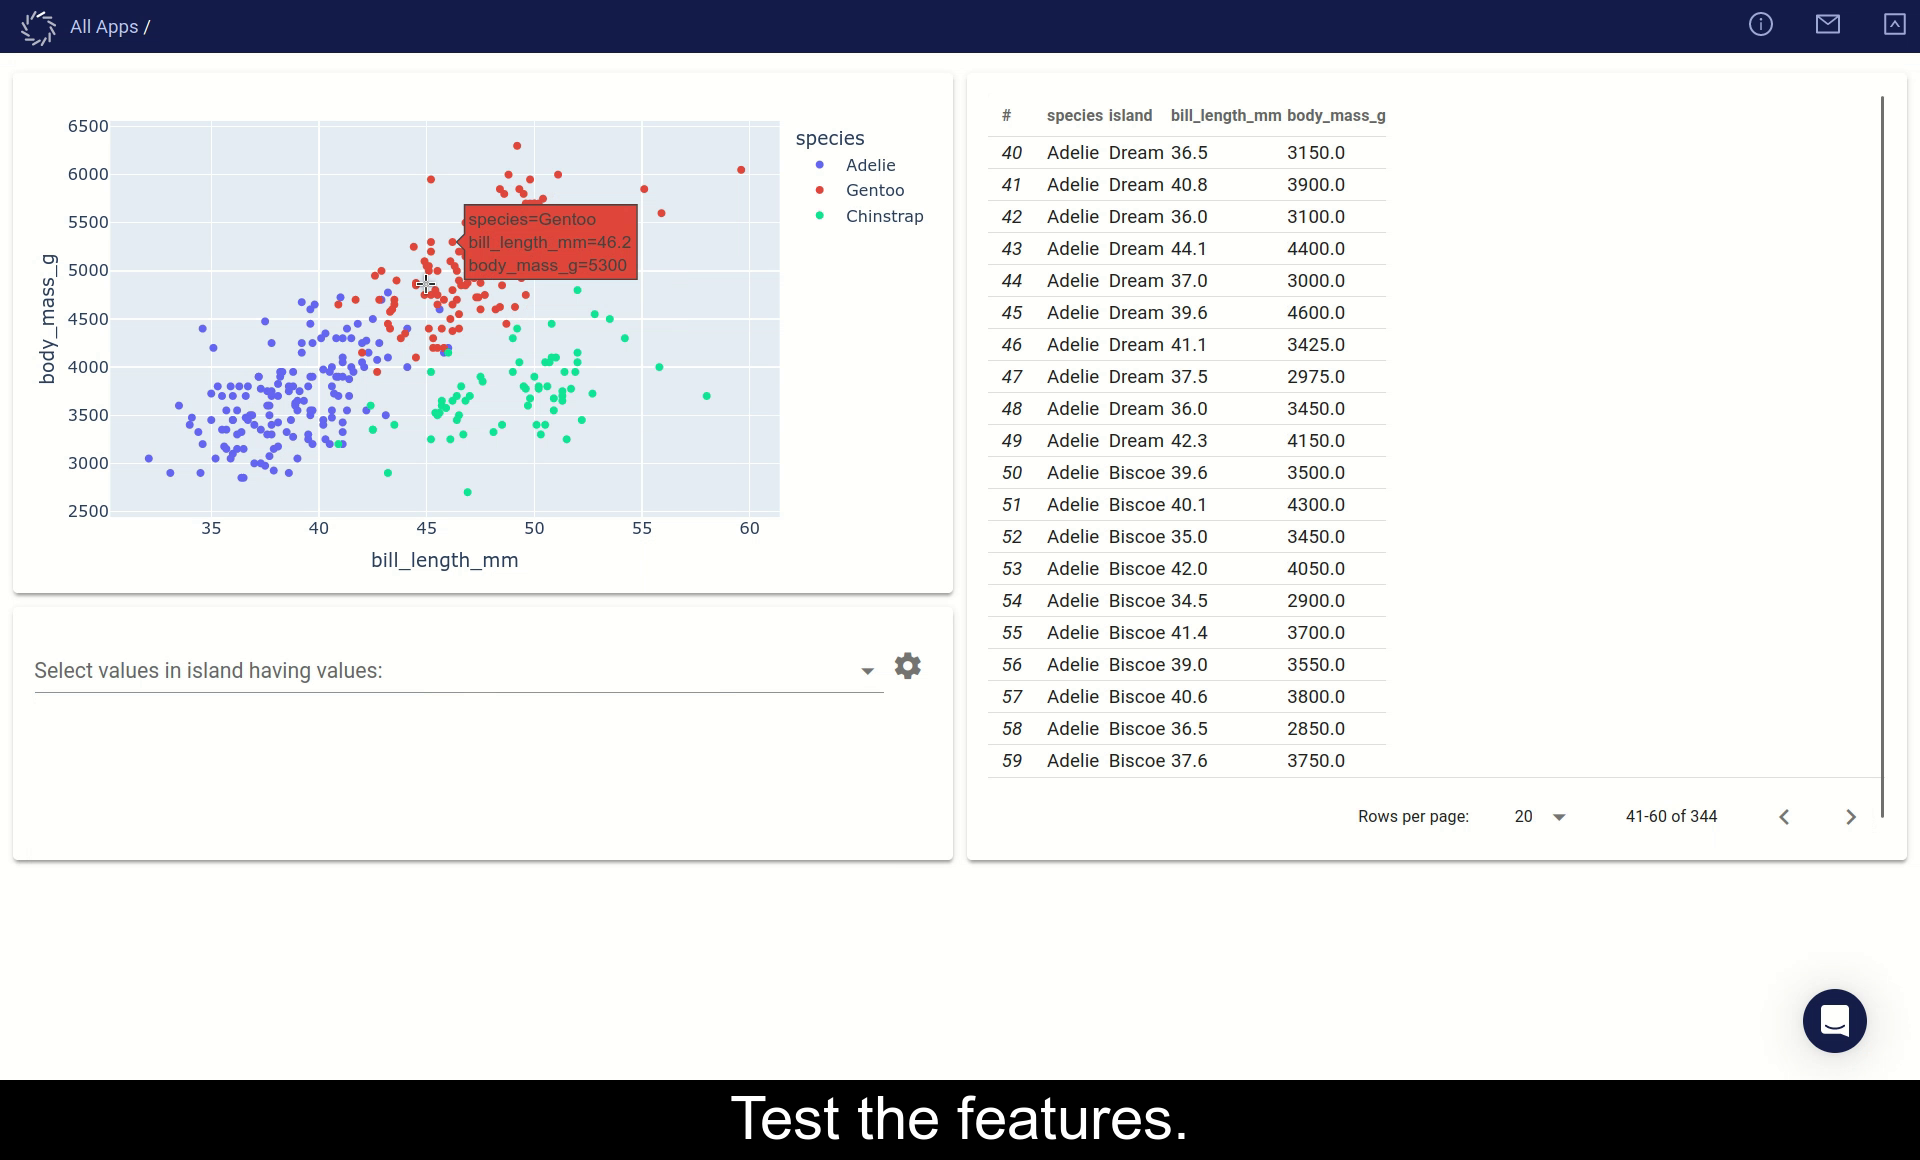 All Apps /
6500
6000
5500
5000
4500
4000
3500
3000
2500
body_mass_g
35 40 45 50 55 60
bill_length_mm
species
Adelie
Gentoo
Chinstrap
species=Gentoo
bill_length_mm=46.2
body_mass_g=5300
Select values in island having values:
# species island bill_length_mm body_mass_g
40 Adelie Dream 36.5 3150.0
41 Adelie Dream 40.8 3900.0
42 Adelie Dream 36.0 3100.0
43 Adelie Dream 44.1 4400.0
44 Adelie Dream 37.0 3000.0
45 Adelie Dream 39.6 4600.0
46 Adelie Dream 41.1 3425.0
47 Adelie Dream 37.5 2975.0
48 Adelie Dream 36.0 3450.0
49 Adelie Dream 42.3 4150.0
50 Adelie Biscoe 39.6 3500.0
51 Adelie Biscoe 40.1 4300.0
52 Adelie Biscoe 35.0 3450.0
53 Adelie Biscoe 42.0 4050.0
54 Adelie Biscoe 34.5 2900.0
55 Adelie Biscoe 41.4 3700.0
56 Adelie Biscoe 39.0 3550.0
57 Adelie Biscoe 40.6 3800.0
58 Adelie Biscoe 36.5 2850.0
59 Adelie Biscoe 37.6 3750.0
Rows per page: 20 41-60 of 344
Test the features.